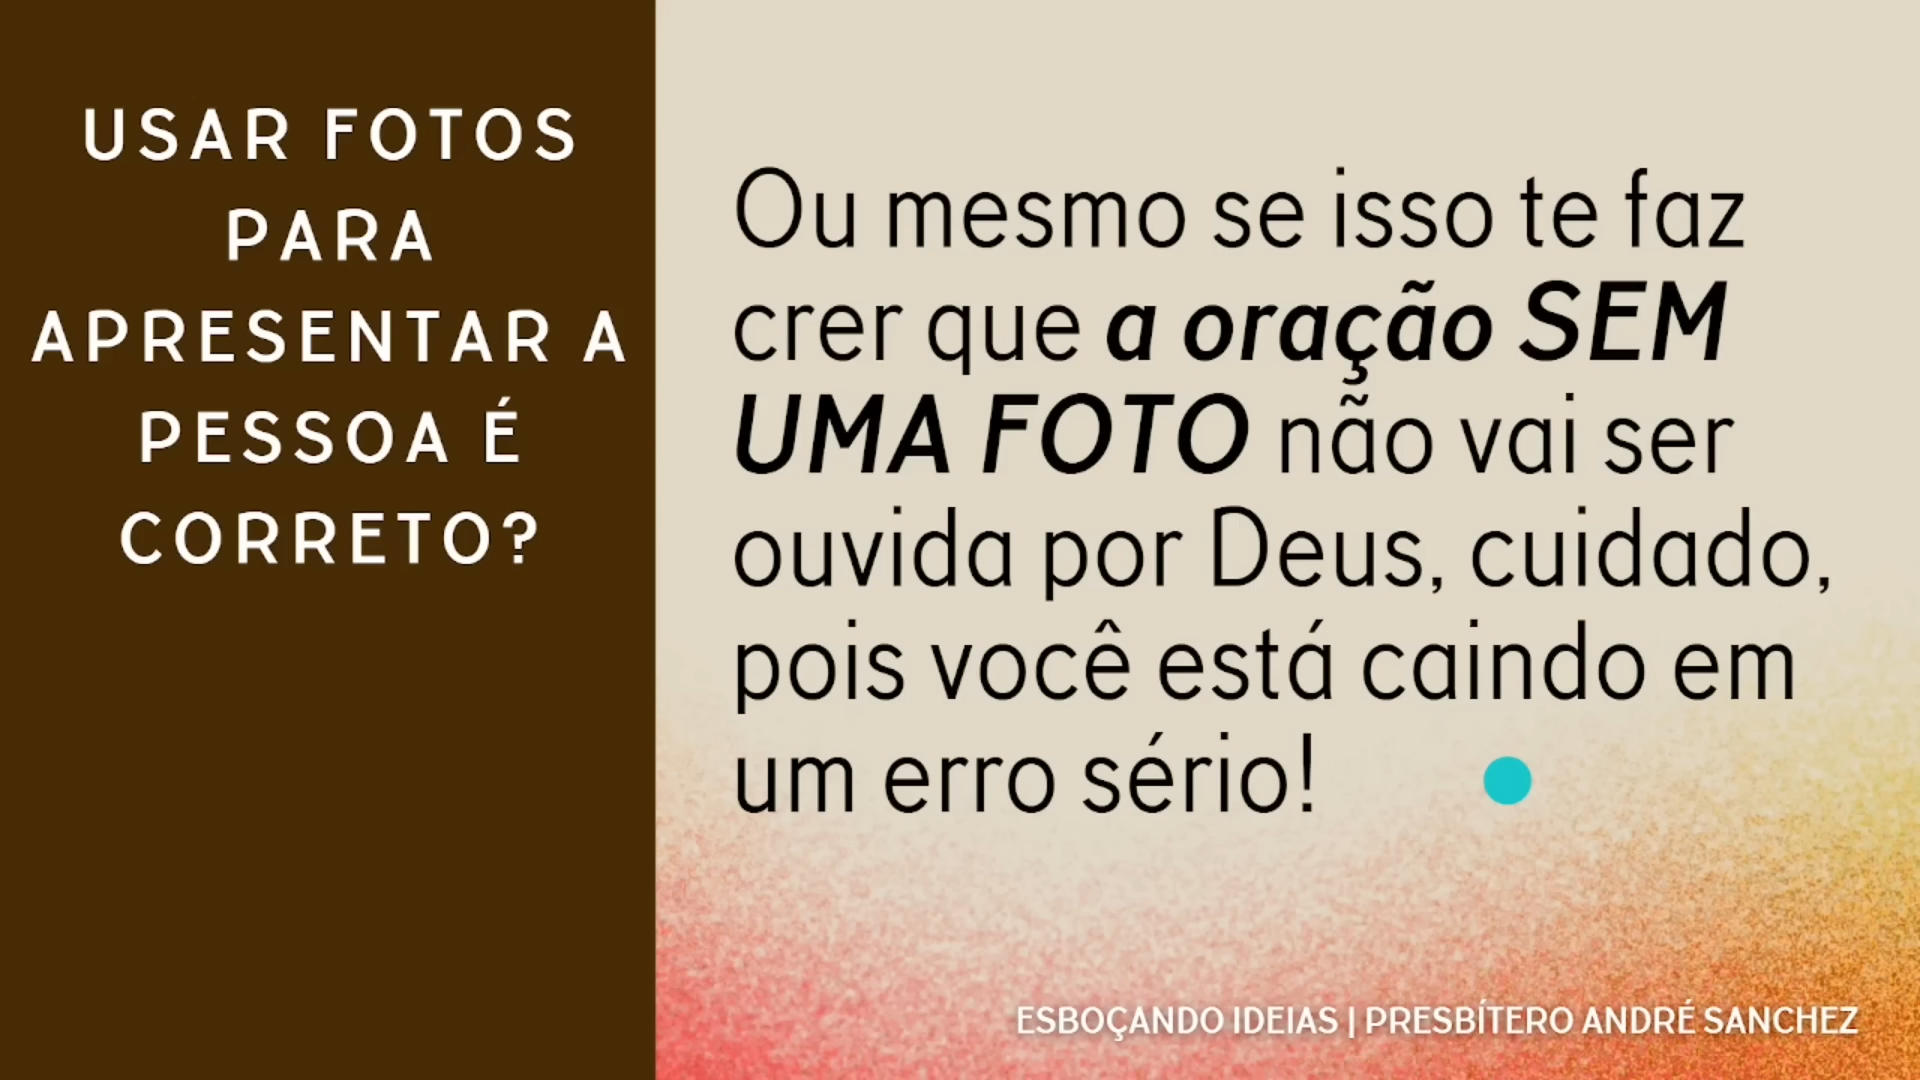 USAR FOTOS
PARA
APRESENTAR A
PESSOA É
CORRETO?
Ou mesmo se isso te faz
crer que a oração SEM
UMA FOTO não vai ser
ouvida por Deus, cuidado,
pois você está caindo em
um erro sério!
ESBOÇANDO IDEIAS | PRESBÍTERO ANDRÉ SANCHEZ